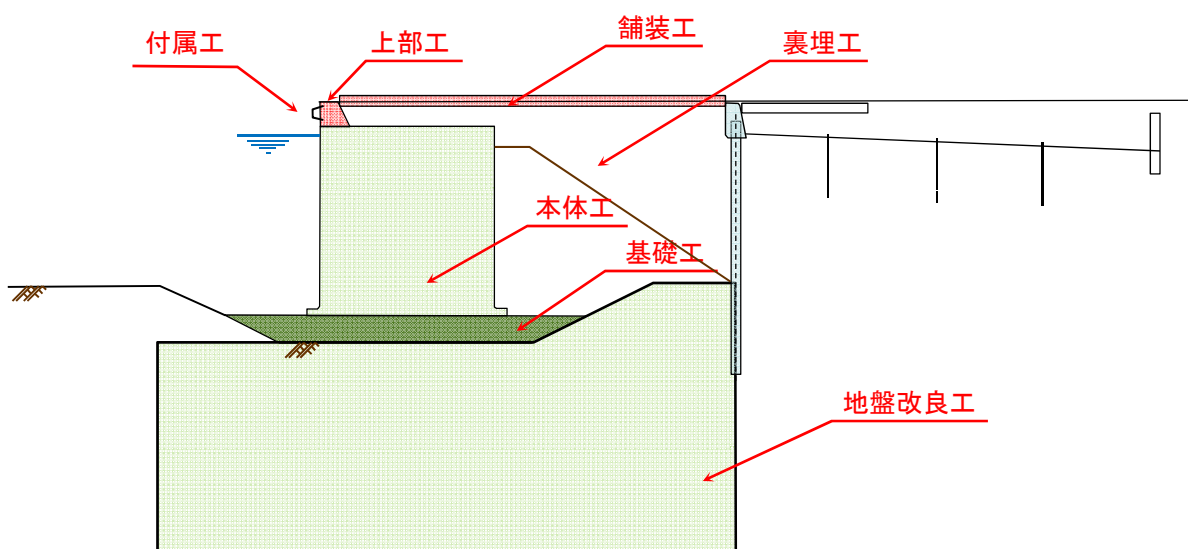 付属工
上部工
舗装工
裏埋工
本体工
基礎工
地盤改良工